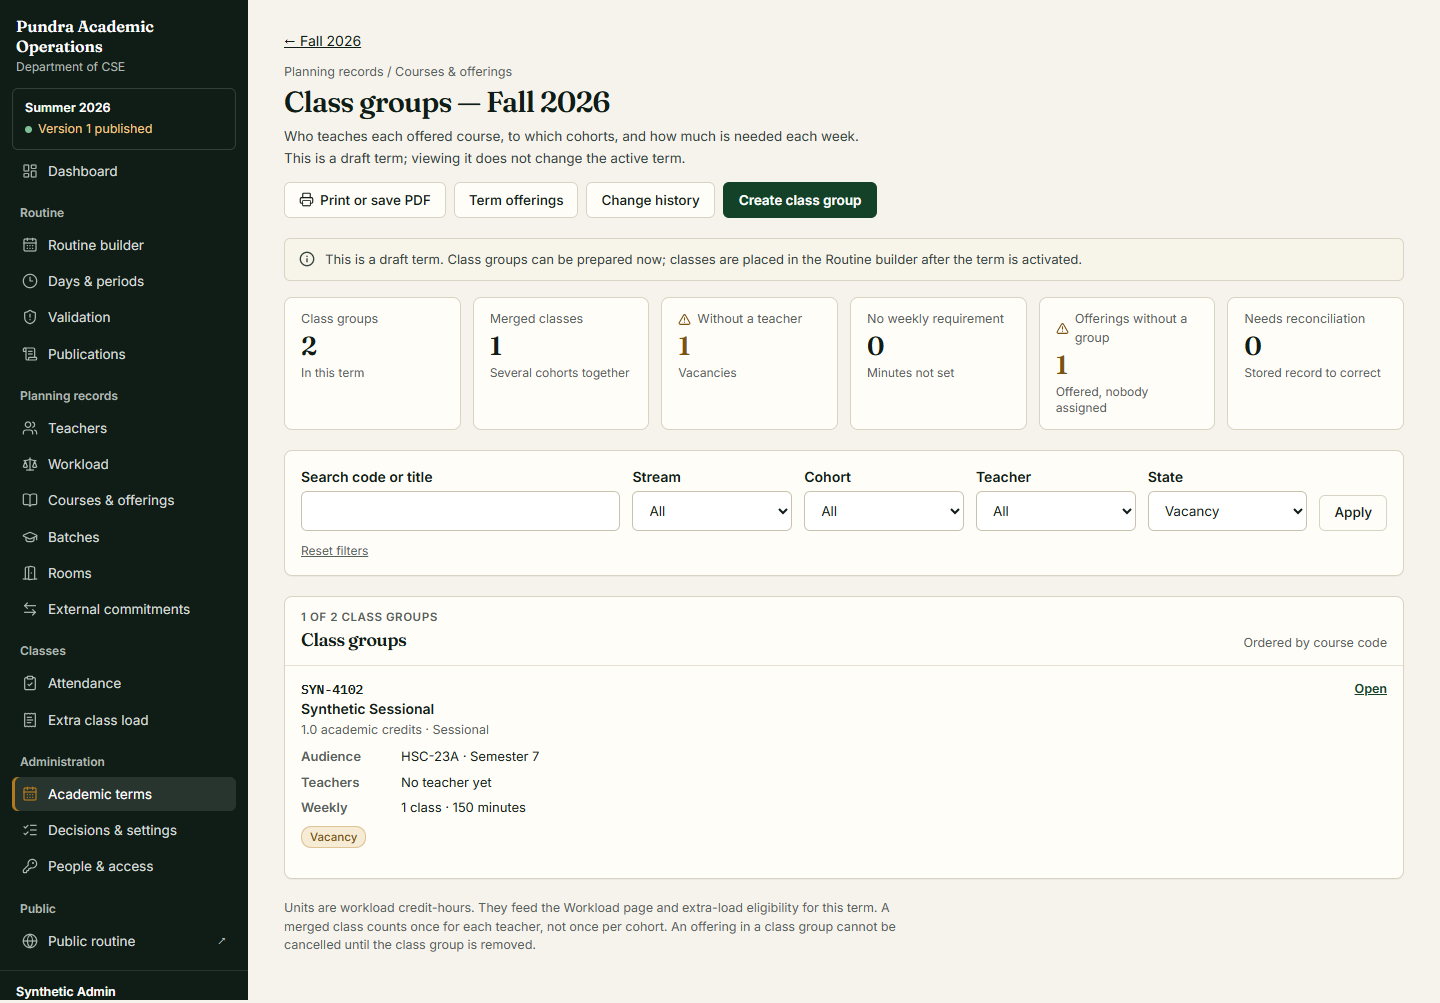 Pundra Academic
Operations
Department of CSE
Summer 2026
Version 1 published
Dashboard
Routine
Routine builder
Days & periods
Validation
Publications
Planning records
Teachers
Workload
Courses & offerings
Batches
Rooms
External commitments
Classes
Attendance
Extra class load
Administration
Academic terms
Decisions & settings
People & access
Public
Public routine ↗
Synthetic Admin
← Fall 2026
Planning records / Courses & offerings
Class groups — Fall 2026
Who teaches each offered course, to which cohorts, and how much is needed each week.
This is a draft term; viewing it does not change the active term.
Print or save PDF Term offerings Change history Create class group
This is a draft term. Class groups can be prepared now; classes are placed in the Routine builder after the term is activated.
Class groups
2
In this term
Merged classes
1
Several cohorts together
Without a teacher
1
Vacancies
No weekly requirement
0
Minutes not set
Offerings without a
group
1
Offered, nobody
assigned
Needs reconciliation
0
Stored record to correct
Search code or title Stream Cohort Teacher State
All All All Vacancy Apply
Reset filters
1 OF 2 CLASS GROUPS
Class groups
Ordered by course code
SYN-4102
Open
Synthetic Sessional
1.0 academic credits · Sessional
Audience HSC-23A · Semester 7
Teachers No teacher yet
Weekly 1 class · 150 minutes
Vacancy
Units are workload credit-hours. They feed the Workload page and extra-load eligibility for this term. A
merged class counts once for each teacher, not once per cohort. An offering in a class group cannot be
cancelled until the class group is removed.